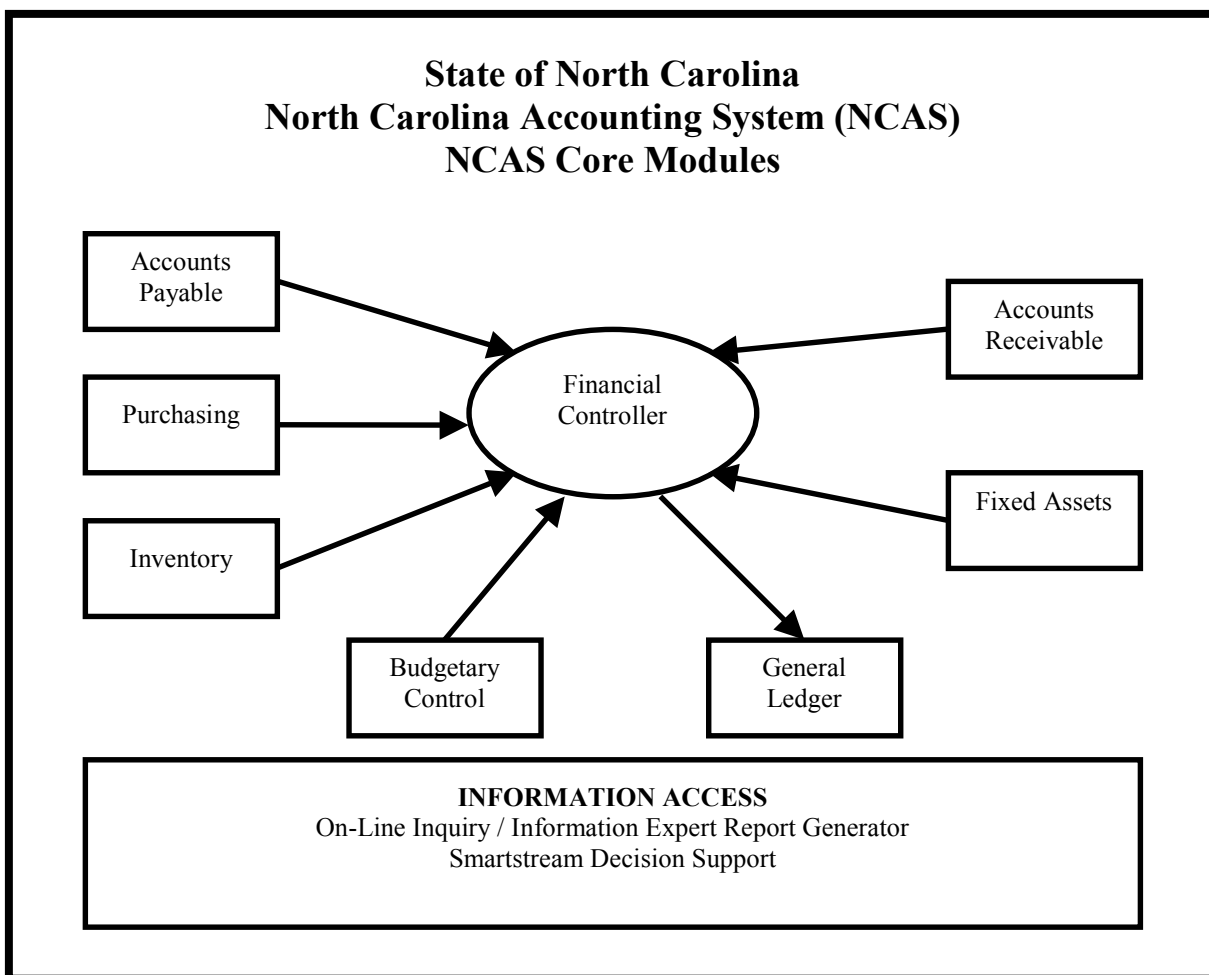 State of North Carolina
North Carolina Accounting System (NCAS)
NCAS Core Modules
Accounts
Payable
Accounts
Receivable
Financial
Controller
Purchasing
Fixed Assets
Inventory
Budgetary
Control
General
Ledger
INFORMATION ACCESS
On-Line Inquiry / Information Expert Report Generator
Smartstream Decision Support